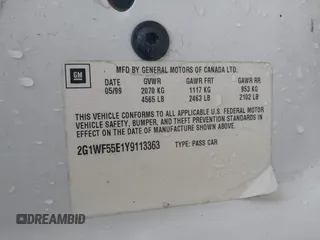 GM
MFD BY GENERAL MOTORS OF CANADA LTD.
DATE GVWR GAWR FRT GAWR RR
05/99 2070 KG 1117 KG 953 KG
4565 LB 2463 LB 2102 LB
THIS VEHICLE CONFORMS TO ALL APPLICABLE U.S. FEDERAL MOTOR
VEHICLE SAFETY, BUMPER, AND THEFT PREVENTION STANDARDS IN
EFFECT ON THE DATE OF MANUFACTURE SHOWN ABOVE.
2G1WF55E1Y9113363 TYPE: PASS CAR
DREAMBID